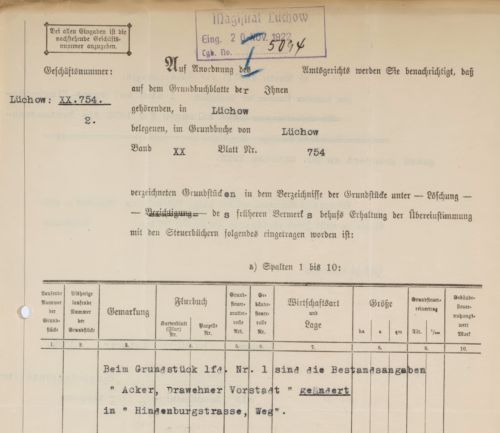 Bei allen Eingaben ist die
nachstehende Geschäfts-
nummer anzugeben.
Magistrat Lüchow
Eing. 20. NOV. 1922
Tgb. No. 5094
Geschäftsnummer:
Auf Anordnung des Amtsgerichts werden Sie benachrichtigt, daß
auf dem Grundbuchblatte der Ihnen
Lüchow: XX.754.
gehörenden, in Lüchow
2.
belegenen, im Grundbuche von Lüchow
Band XX Blatt Nr. 754
verzeichneten Grundstücken in dem Verzeichnisse der Grundstücke unter — Löschung —
— Berichtigung — des früheren Vermerks behufs Erhaltung der Übereinstimmung
mit den Steuerbüchern folgendes eingetragen worden ist:
a) Spalten 1 bis 10:
Laufende Nummer der Grundstücke
Bisherige laufende Nummer der Grundstücke
Gemarkung
Flurbuch
Kartenblatt (Flur) Nr.
Parzelle Nr.
Grundsteuermutterrolle Art.
Gebäudesteuerrolle Nr.
Wirtschaftsart und Lage
Größe
ha a qm
Grundsteuerreinertrag
Tlr.
Gebäudesteuernutzungswert Mark
1. 2. 3. 4. 5. 6. 7. 8. 9. 10.
Beim Grundstück lfd. Nr. 1 sind die Bestandsangaben
" Acker, Drawehner Vorstadt " geändert
in " Hindenburgstrasse, Weg".